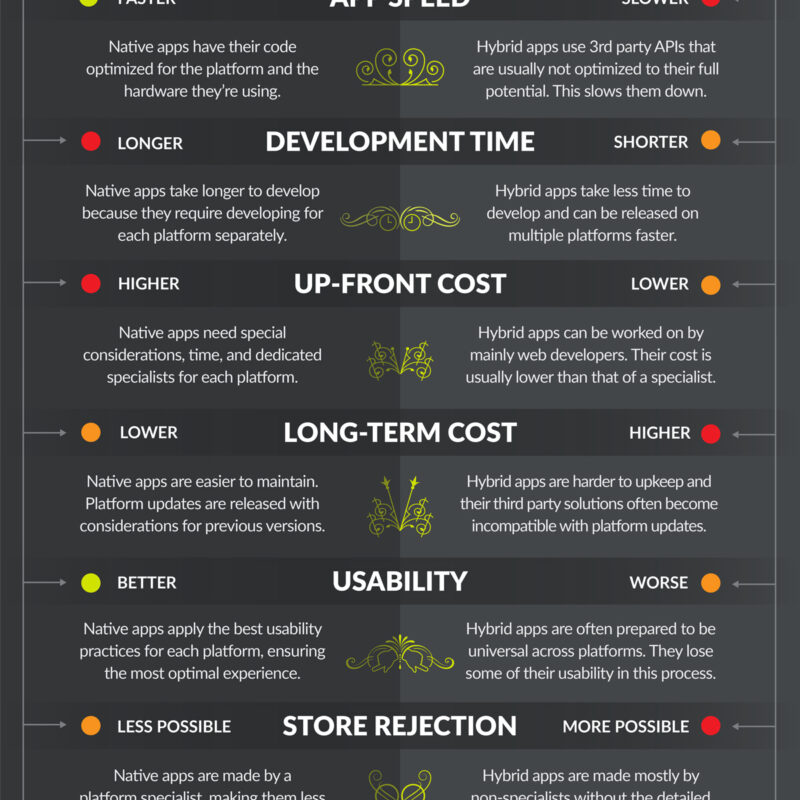 FASTER
APP SPEED
SLOWER
Native apps have their code
optimized for the platform and the
hardware they're using.
Hybrid apps use 3rd party APIs that
are usually not optimized to their full
potential. This slows them down.
LONGER
DEVELOPMENT TIME
SHORTER
Native apps take longer to develop
because they require developing for
each platform separately.
Hybrid apps take less time to
develop and can be released on
multiple platforms faster.
HIGHER
UP-FRONT COST
LOWER
Native apps need special
considerations, time, and dedicated
specialists for each platform.
Hybrid apps can be worked on by
mainly web developers. Their cost is
usually lower than that of a specialist.
LOWER
LONG-TERM COST
HIGHER
Native apps are easier to maintain.
Platform updates are released with
considerations for previous versions.
Hybrid apps are harder to upkeep and
their third party solutions often become
incompatible with platform updates.
BETTER
USABILITY
WORSE
Native apps apply the best usability
practices for each platform, ensuring
the most optimal experience.
Hybrid apps are often prepared to be
universal across platforms. They lose
some of their usability in this process.
LESS POSSIBLE
STORE REJECTION
MORE POSSIBLE
Native apps are made by a
platform specialist, making them less
Hybrid apps are made mostly by
non-specialists without the detailed